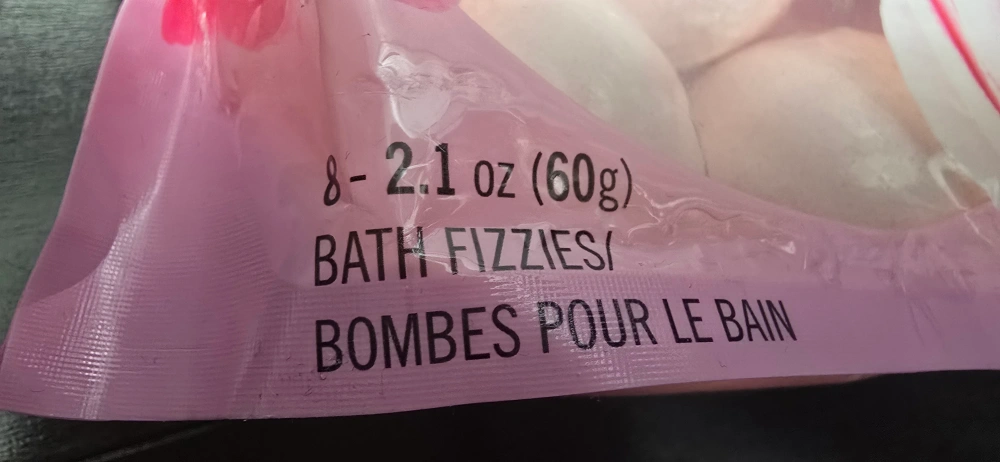 8- 2.1 oz (60g)
BATH FIZZIES/
BOMBES POUR LE BAIN